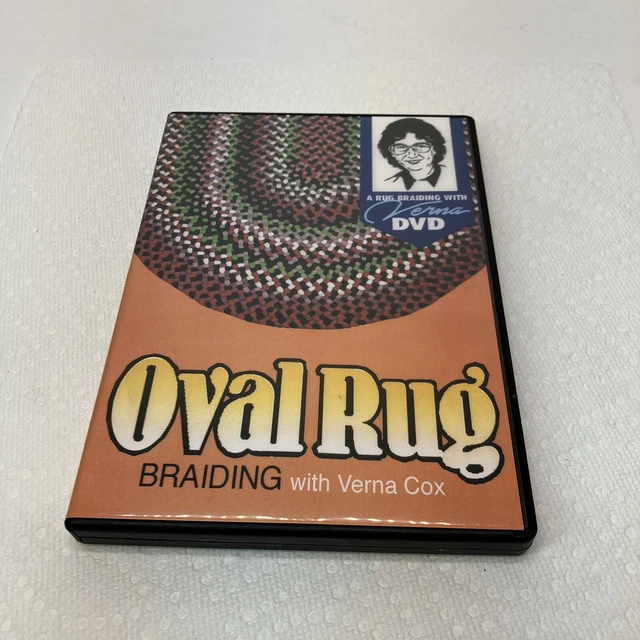 A RUG BRAIDING WITH
Verna
DVD
Oval Rug
BRAIDING with Verna Cox